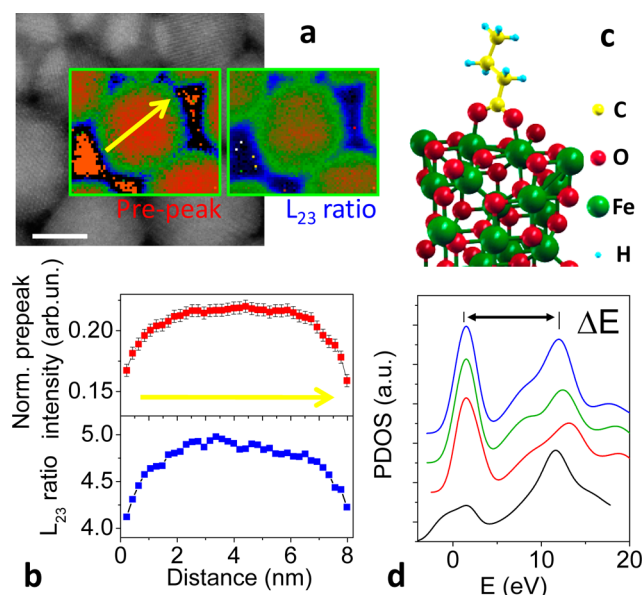 a
Pre-peak
L23 ratio
c
C
O
Fe
H
Norm. prepeak
intensity (arb.un.)
0.20
0.15
L23 ratio
5.0
4.5
4.0
0 2 4 6 8
Distance (nm)
b
ΔE
PDOS (a.u.)
0 10 20
E (eV)
d